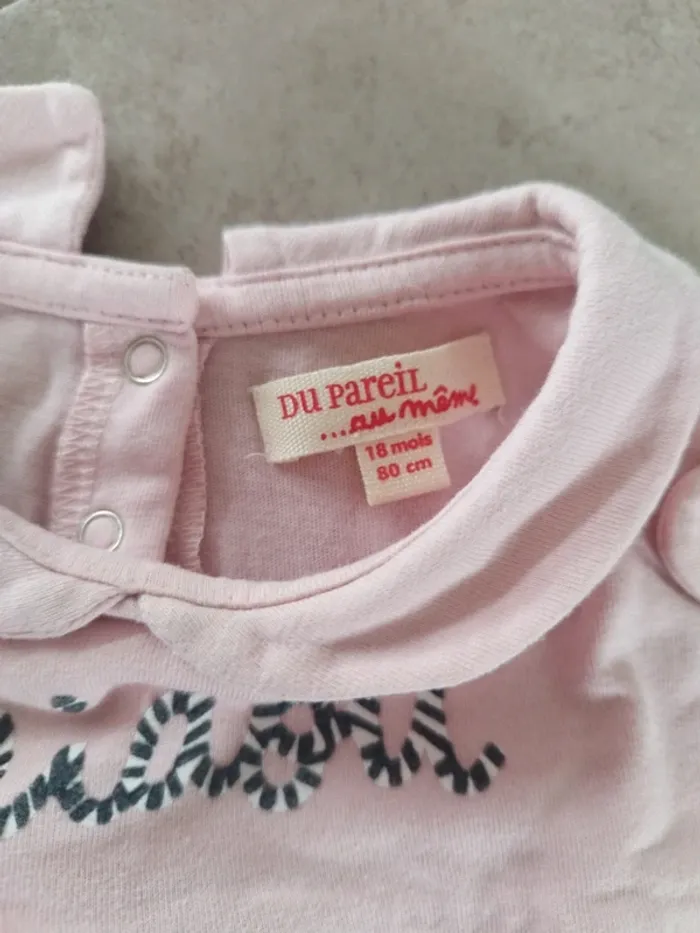 DU PAREIL
...au même
18 mois
80 cm